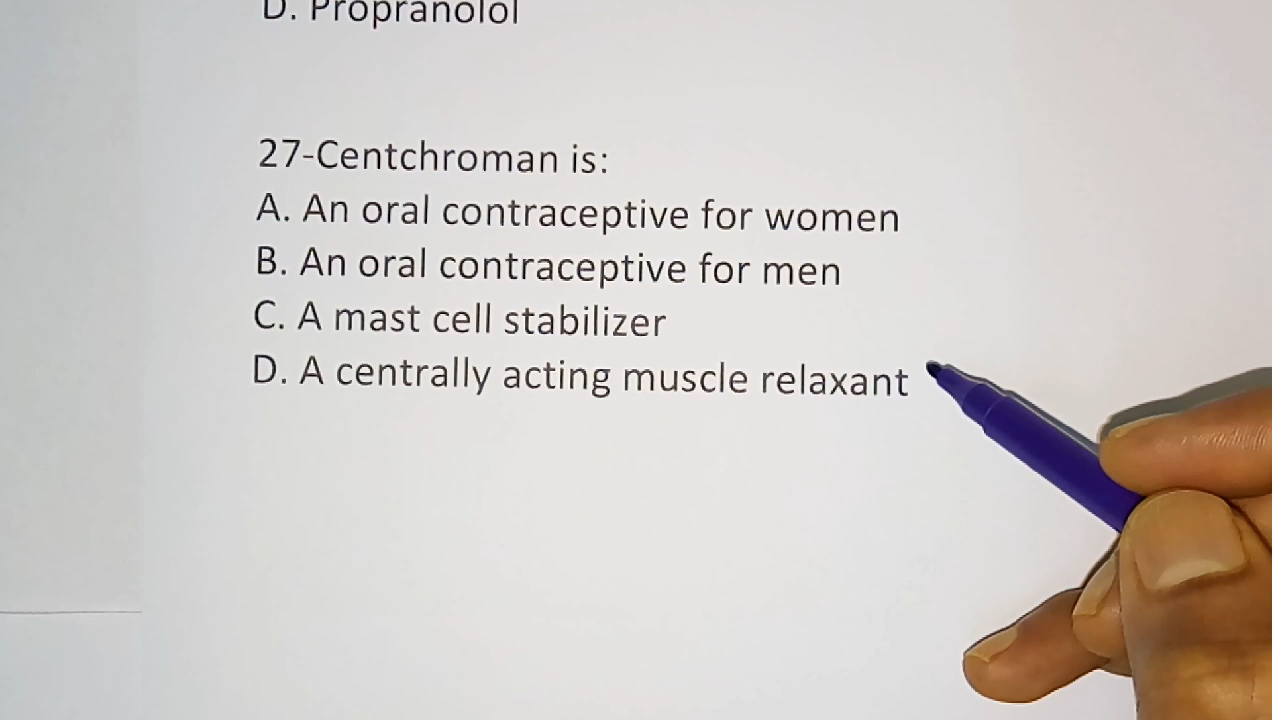 D. Propranolol
27-Centchroman is:
A. An oral contraceptive for women
B. An oral contraceptive for men
C. A mast cell stabilizer
D. A centrally acting muscle relaxant